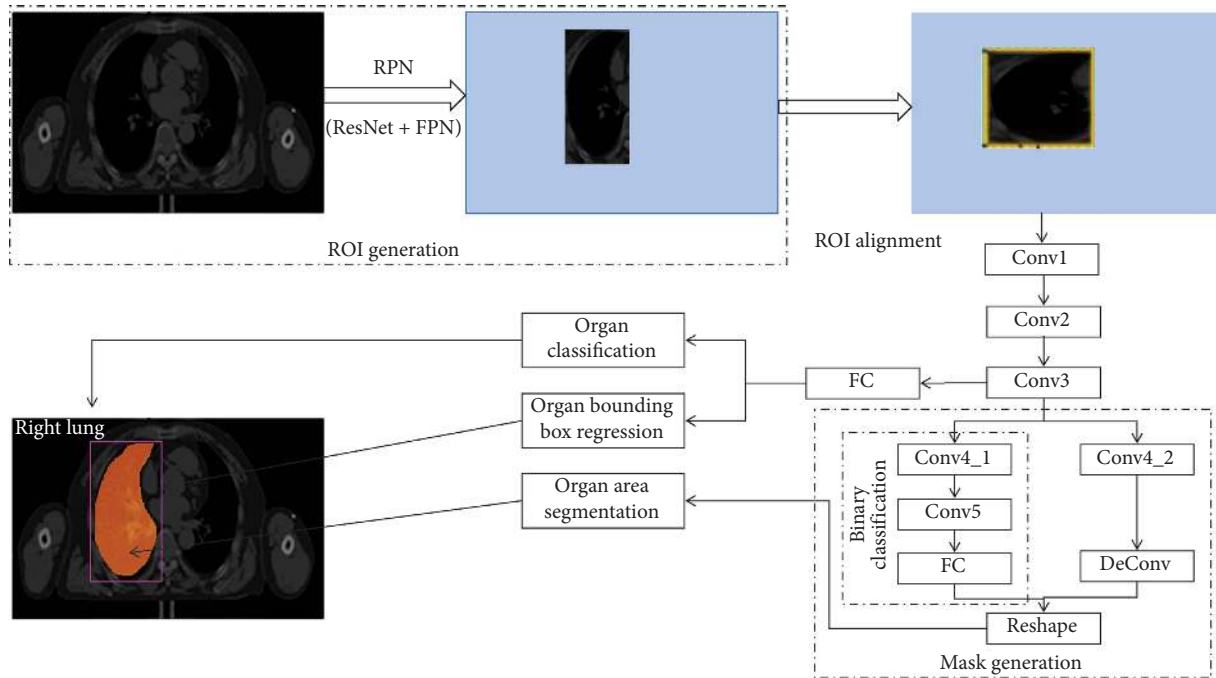 RPN
(ResNet + FPN)
ROI generation
ROI alignment
Conv1
Conv2
Conv3
FC
Organ
classification
Organ bounding
box regression
Organ area
segmentation
Right lung
Binary
classification
Conv4_1
Conv5
FC
Conv4_2
DeConv
Reshape
Mask generation